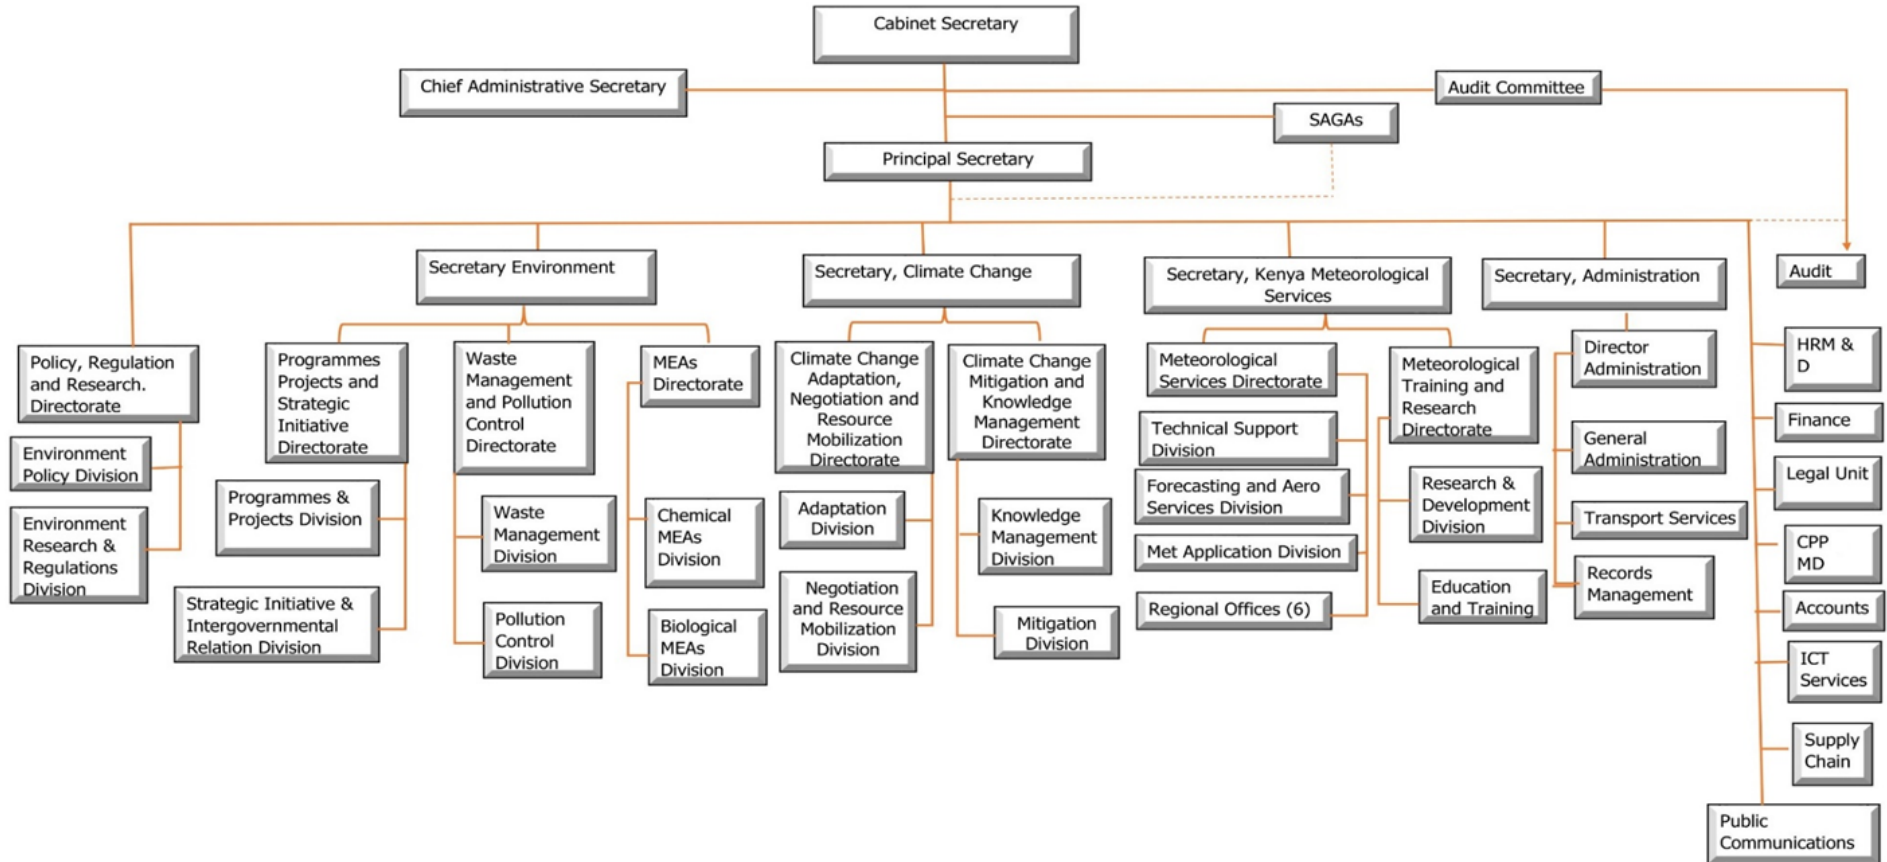 Cabinet Secretary
Chief Administrative Secretary
Audit Committee
SAGAs
Principal Secretary
Secretary Environment
Secretary, Climate Change
Secretary, Kenya Meteorological
Services
Secretary, Administration
Audit
Policy, Regulation
and Research.
Directorate
Environment
Policy Division
Environment
Research &
Regulations
Division
Programmes
Projects and
Strategic
Initiative
Directorate
Programmes &
Projects Division
Strategic Initiative &
Intergovernmental
Relation Division
Waste
Management
and Pollution
Control
Directorate
Waste
Management
Division
Pollution
Control
Division
MEAs
Directorate
Chemical
MEAs
Division
Biological
MEAs
Division
Climate Change
Adaptation,
Negotiation and
Resource
Mobilization
Directorate
Adaptation
Division
Negotiation
and Resource
Mobilization
Division
Climate Change
Mitigation and
Knowledge
Management
Directorate
Knowledge
Management
Division
Mitigation
Division
Meteorological
Services Directorate
Technical Support
Division
Forecasting and Aero
Services Division
Met Application Division
Regional Offices (6)
Meteorological
Training and
Research
Directorate
Research &
Development
Division
Education
and Training
Director
Administration
General
Administration
Transport Services
Records
Management
HRM &
D
Finance
Legal Unit
CPP
MD
Accounts
ICT
Services
Supply
Chain
Public
Communications